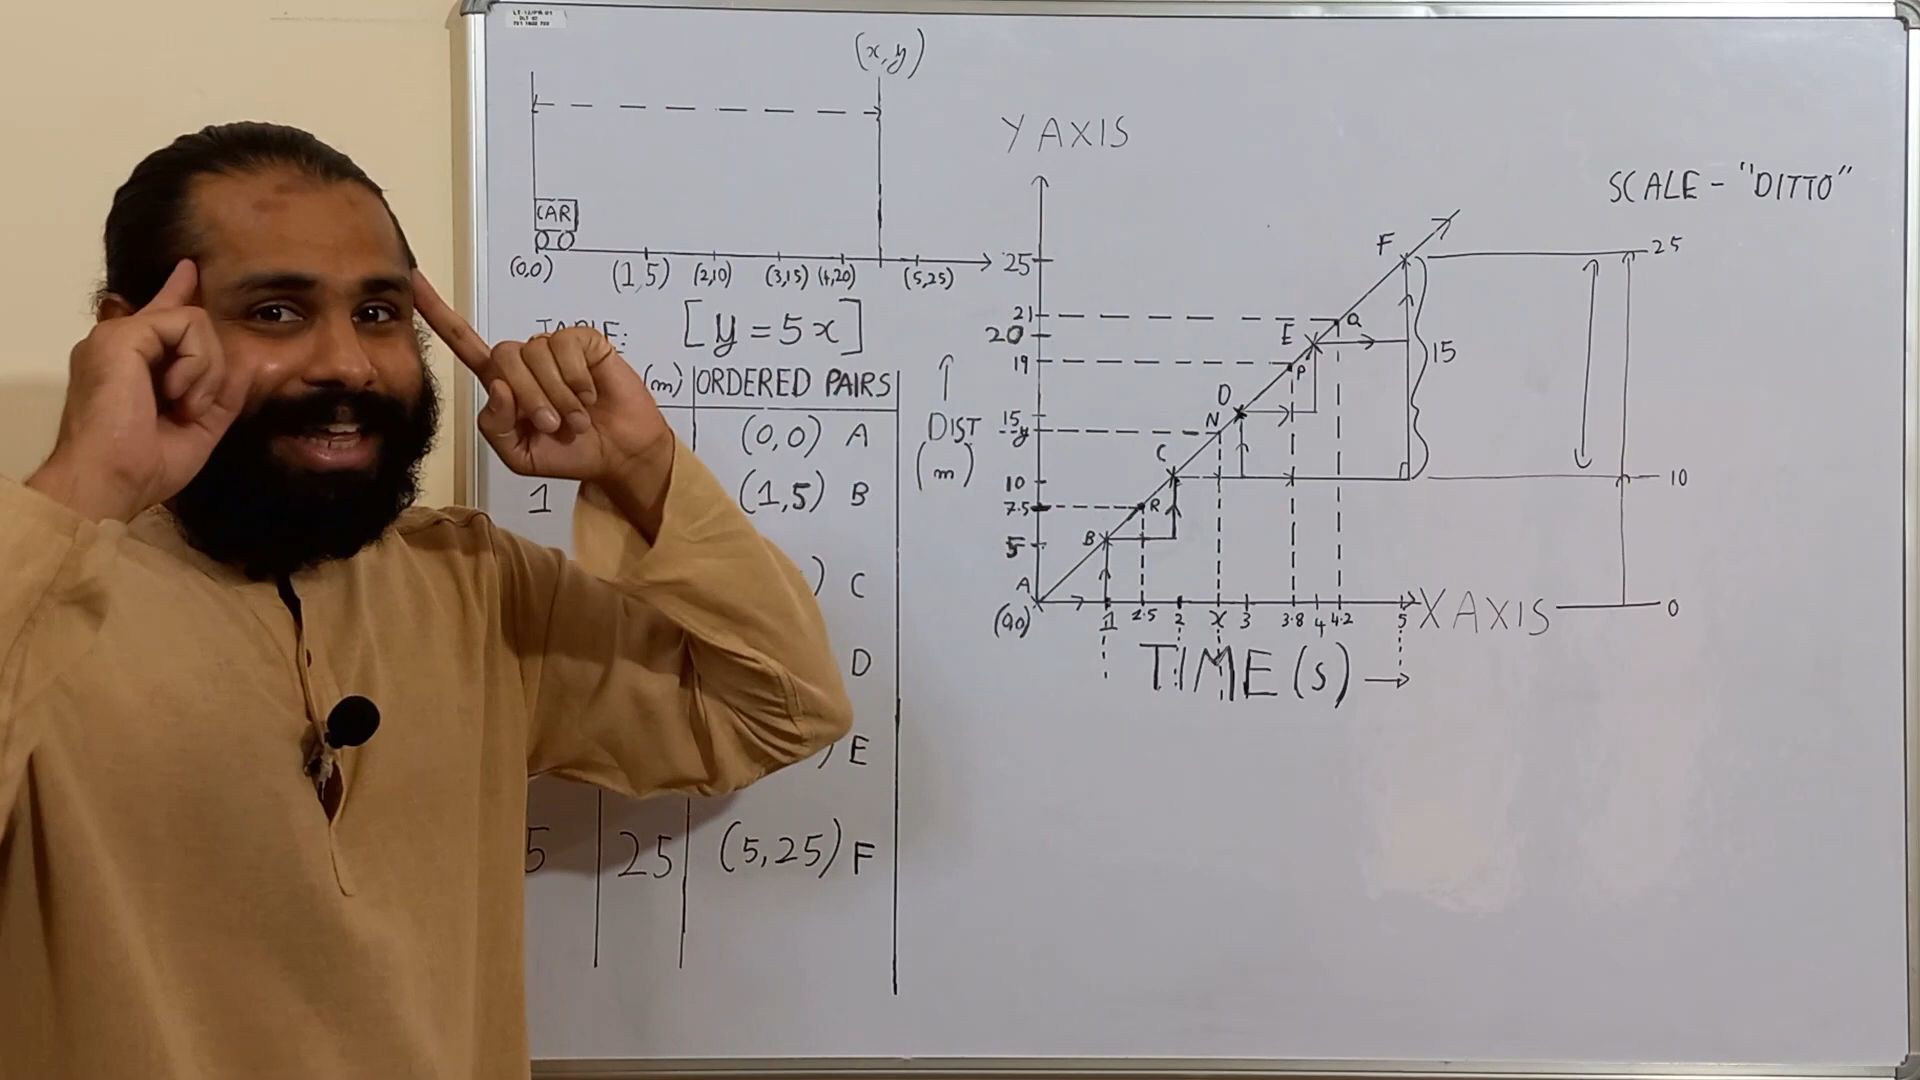 (x,y)
CAR
(0,0) (1,5) (2,10) (3,15) (4,20) (5,25)
[y=5x]
(m) ORDERED PAIRS
(0,0) A
1 (1,5) B
) C
D
) E
5 25 (5,25) F
Y AXIS
SCALE - "DITTO"
25
21
20
19
15
y
10
7.5
5
DIST
(m)
A
B
R
C
N
D
P
E
Q
F
15
25
10
0
(0,0) 1 2 x 3 3.8 4 4.2 5 X AXIS
TIME (s)